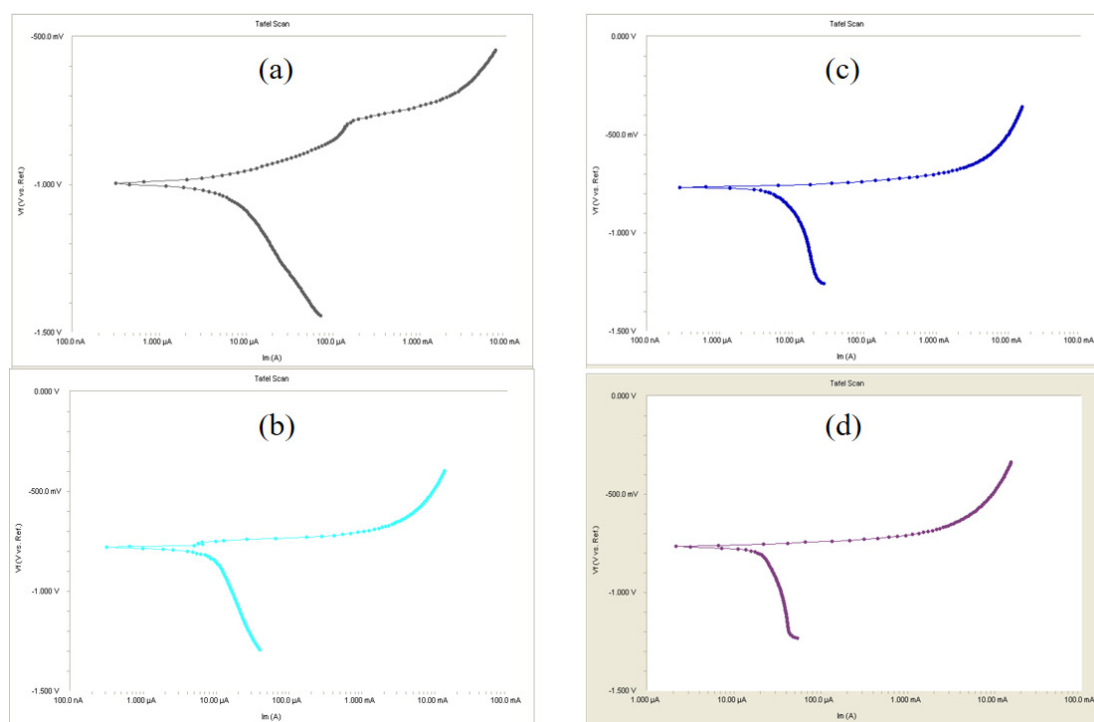 Tafel Scan
(a)
-500.0 mV
-1.000 V
-1.500 V
Vf (V vs. Ref.)
100.0 nA 1.000 µA 10.00 µA 100.0 µA 1.000 mA 10.00 mA
Im (A)
Tafel Scan
(b)
0.000 V
-500.0 mV
-1.000 V
-1.500 V
Vf (V vs. Ref.)
100.0 nA 1.000 µA 10.00 µA 100.0 µA 1.000 mA 10.00 mA 100.0 mA
Im (A)
Tafel Scan
(c)
0.000 V
-500.0 mV
-1.000 V
-1.500 V
Vf (V vs. Ref.)
100.0 nA 1.000 µA 10.00 µA 100.0 µA 1.000 mA 10.00 mA 100.0 mA
Im (A)
Tafel Scan
(d)
0.000 V
-500.0 mV
-1.000 V
-1.500 V
Vf (V vs. Ref.)
1.000 µA 10.00 µA 100.0 µA 1.000 mA 10.00 mA 100.0 mA
Im (A)